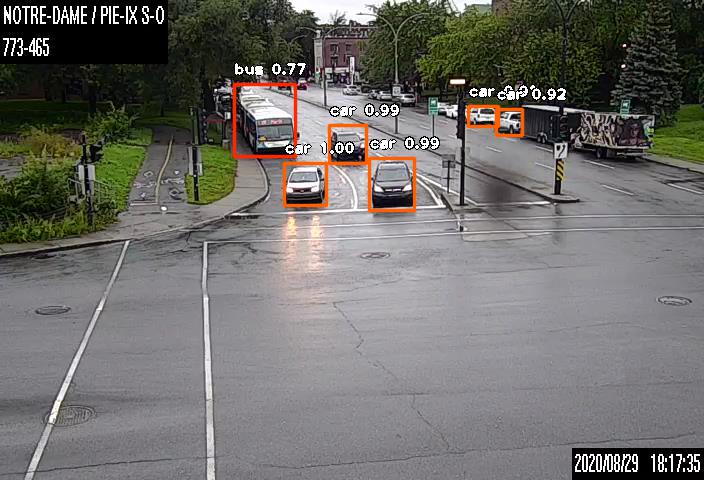 NOTRE-DAME / PIE-IX S-O
773-465
bus 0.77
car 0.99
car 0.92
car 1.00
car 0.99
2020/08/29 18:17:35